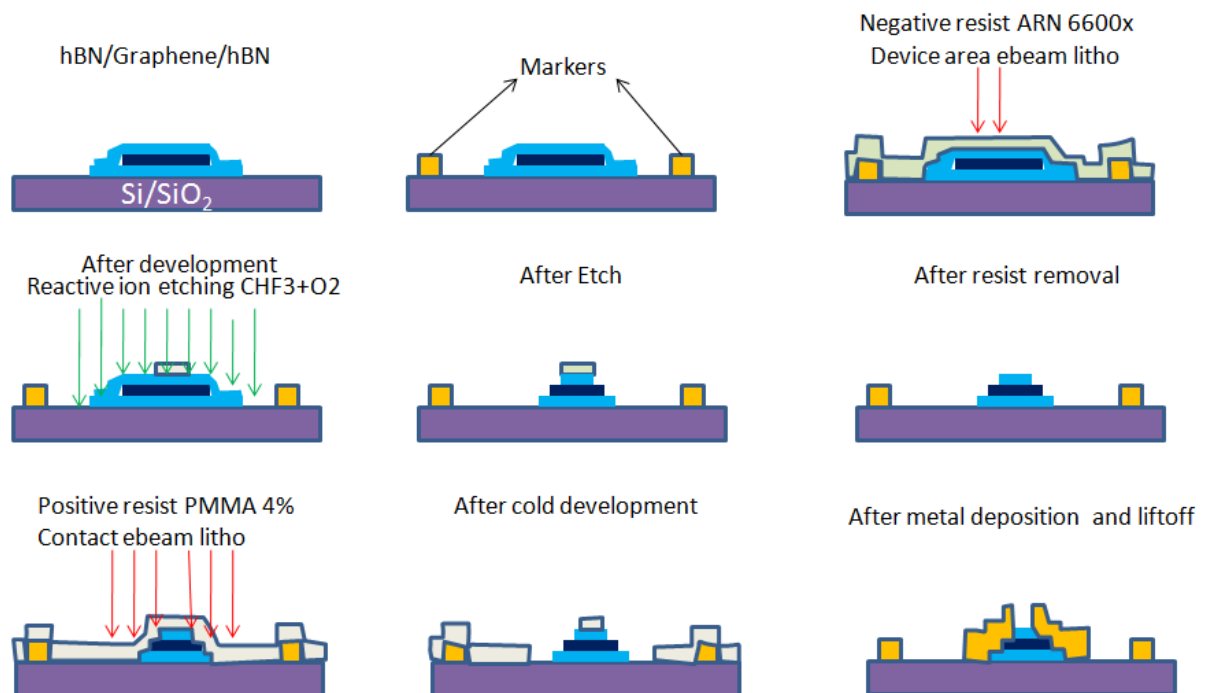 hBN/Graphene/hBN
Si/SiO₂
Markers
Negative resist ARN 6600x
Device area ebeam litho
After development
Reactive ion etching CHF3+O2
After Etch
After resist removal
Positive resist PMMA 4%
Contact ebeam litho
After cold development
After metal deposition and liftoff